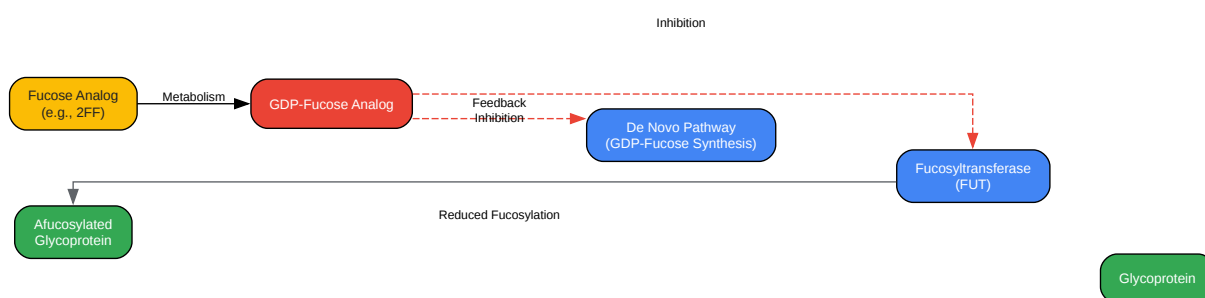 Inhibition
Fucose Analog
(e.g., 2FF)
Metabolism
GDP-Fucose Analog
Feedback
Inhibition
De Novo Pathway
(GDP-Fucose Synthesis)
Fucosyltransferase
(FUT)
Reduced Fucosylation
Afucosylated
Glycoprotein
Glycoprotein